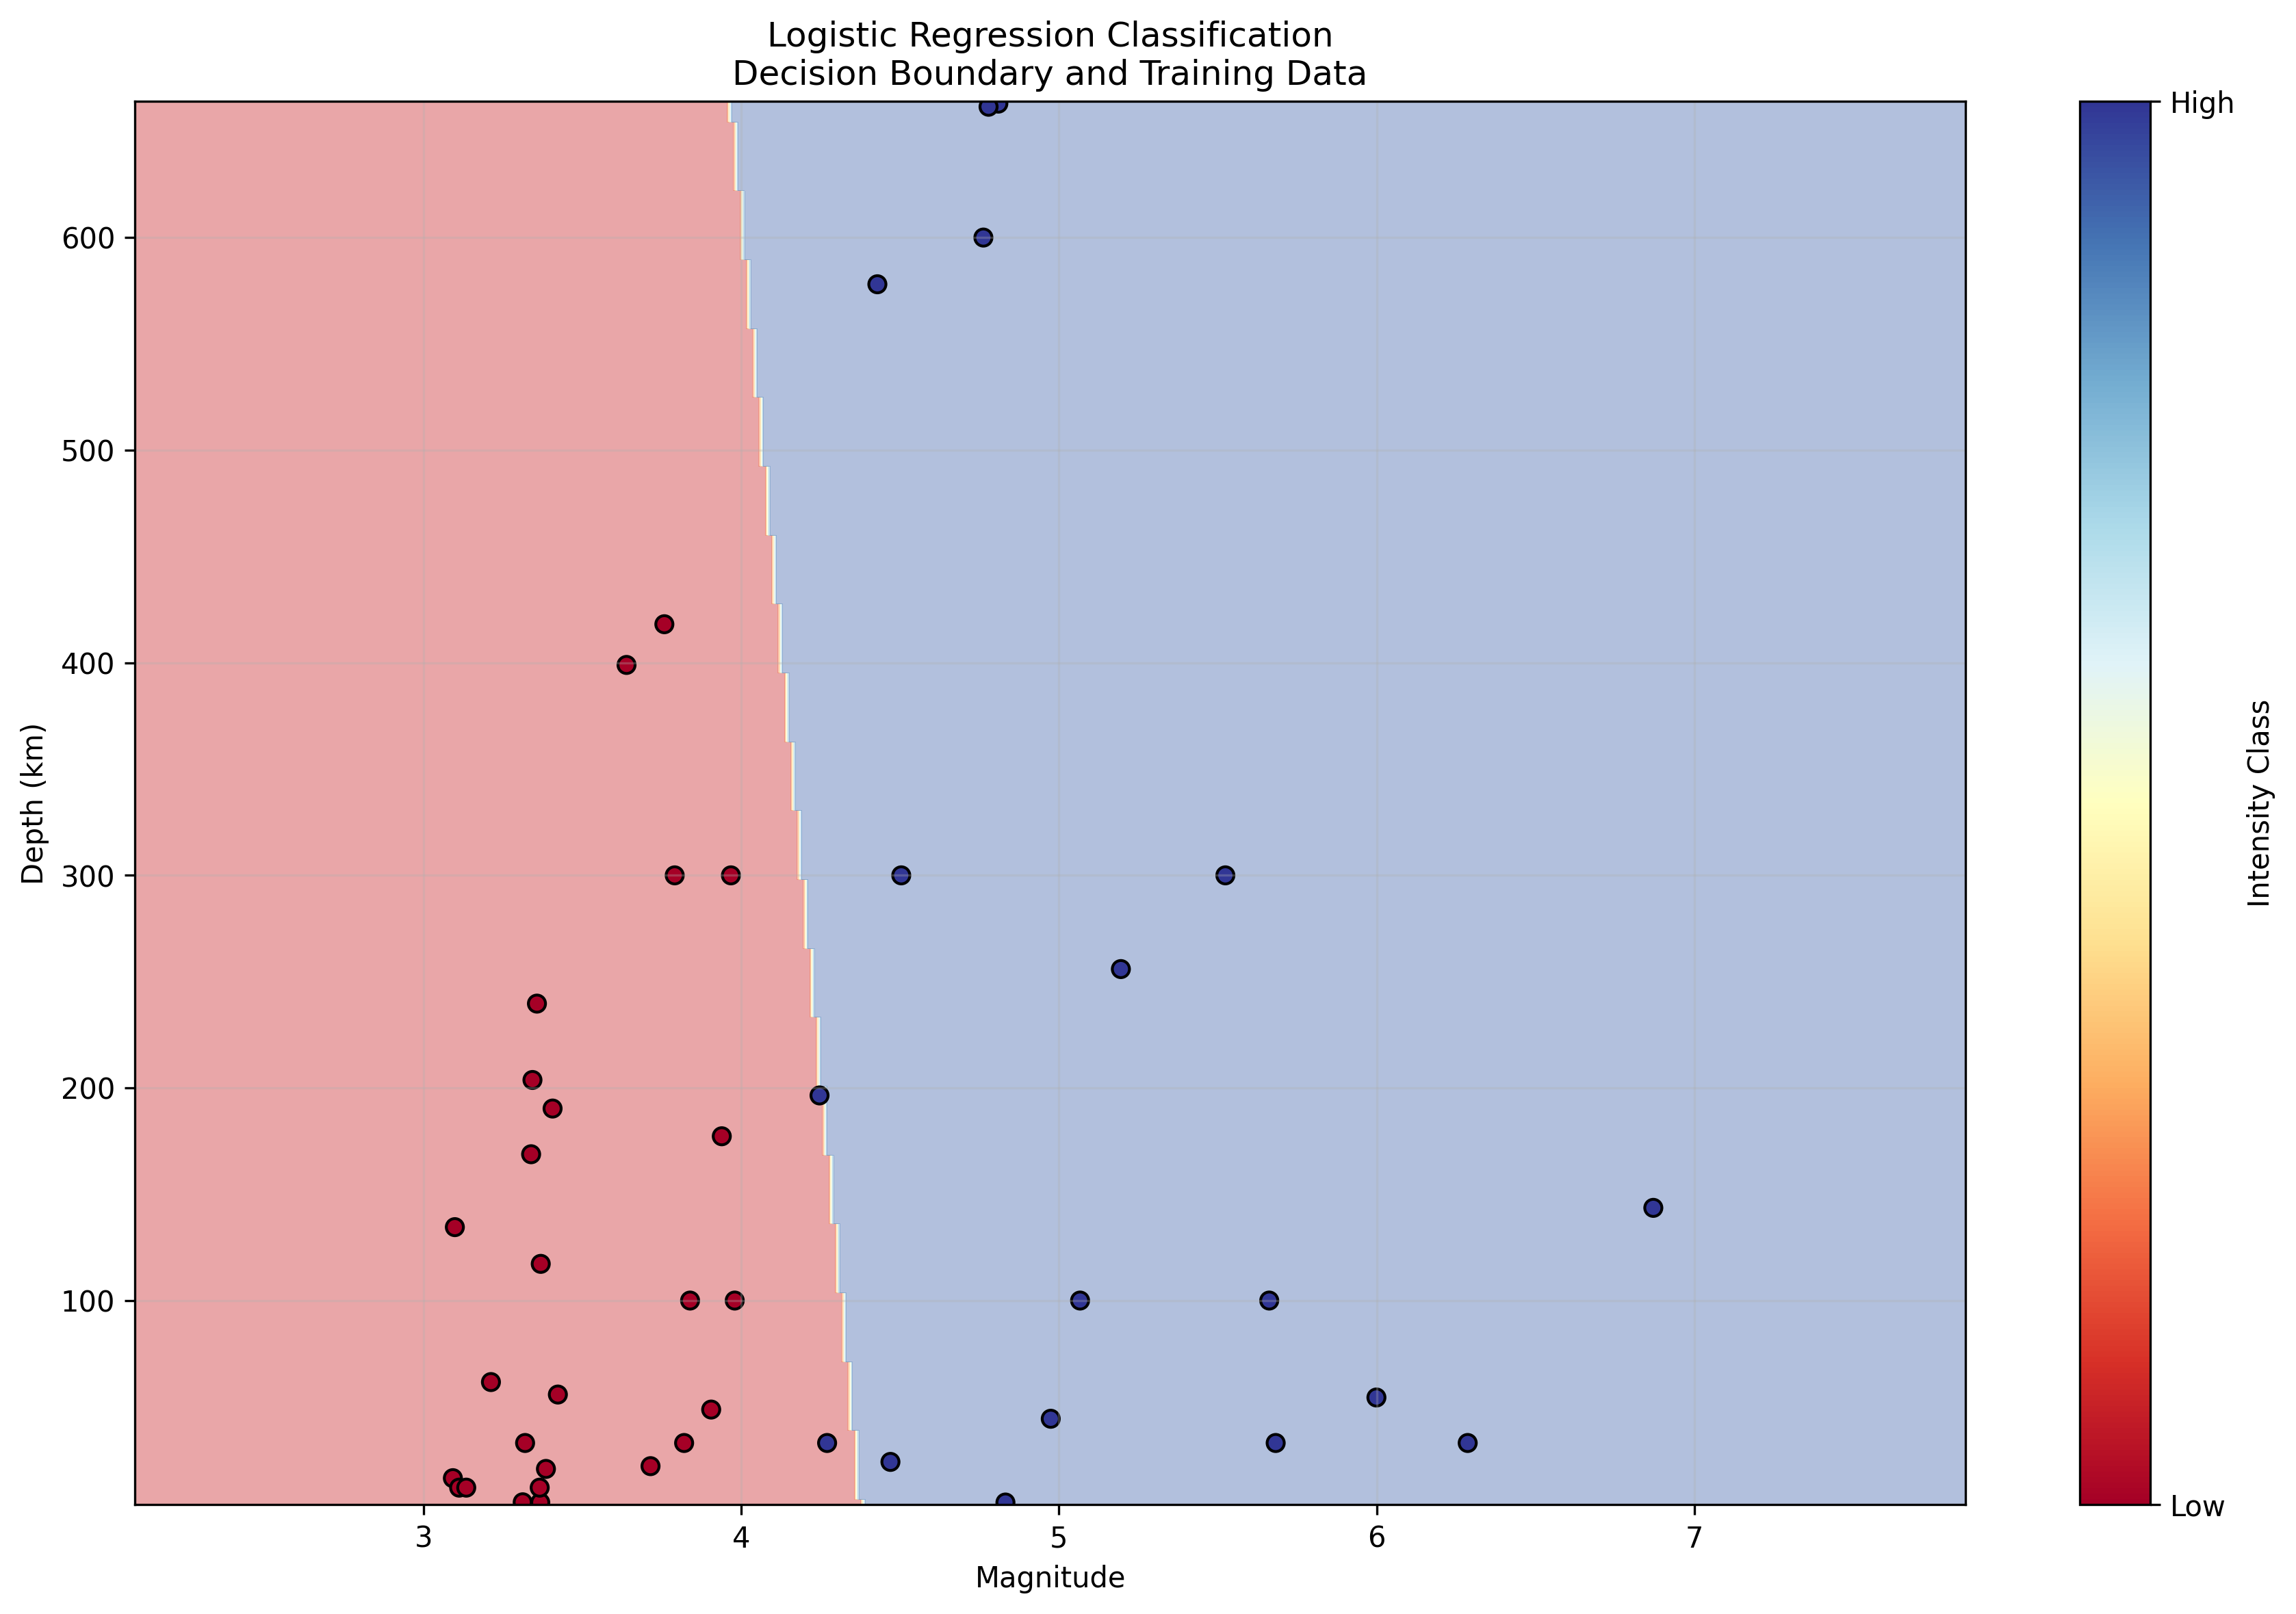 Logistic Regression Classification
Decision Boundary and Training Data
High
600
500
400
300
200
100
Depth (km)
Intensity Class
Low
3 4 5 6 7
Magnitude